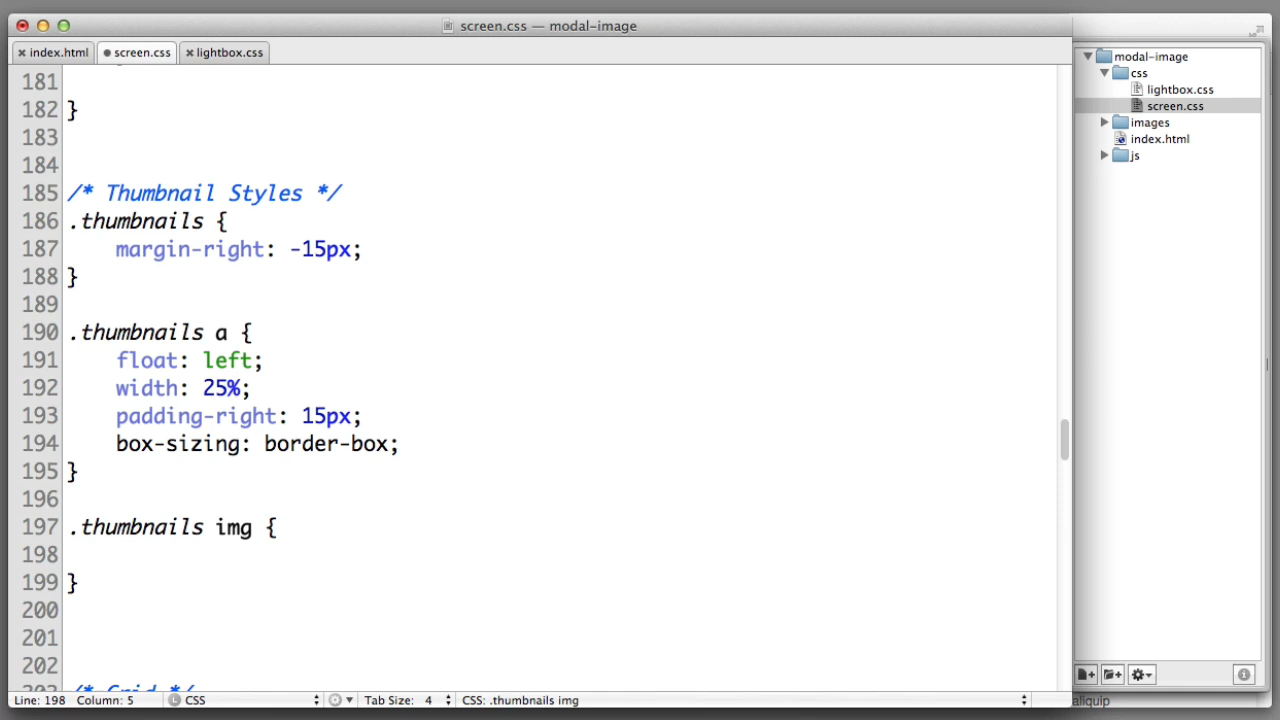 screen.css — modal-image
index.html
screen.css
lightbox.css
181
182 }
183
184
185 /* Thumbnail Styles */
186 .thumbnails {
187 margin-right: -15px;
188 }
189
190 .thumbnails a {
191 float: left;
192 width: 25%;
193 padding-right: 15px;
194 box-sizing: border-box;
195 }
196
197 .thumbnails img {
198
199 }
200
201
202
203 /* Grid */
Line: 198 Column: 5
L CSS
Tab Size: 4
CSS: .thumbnails img
modal-image
css
lightbox.css
screen.css
images
index.html
js
aliquip